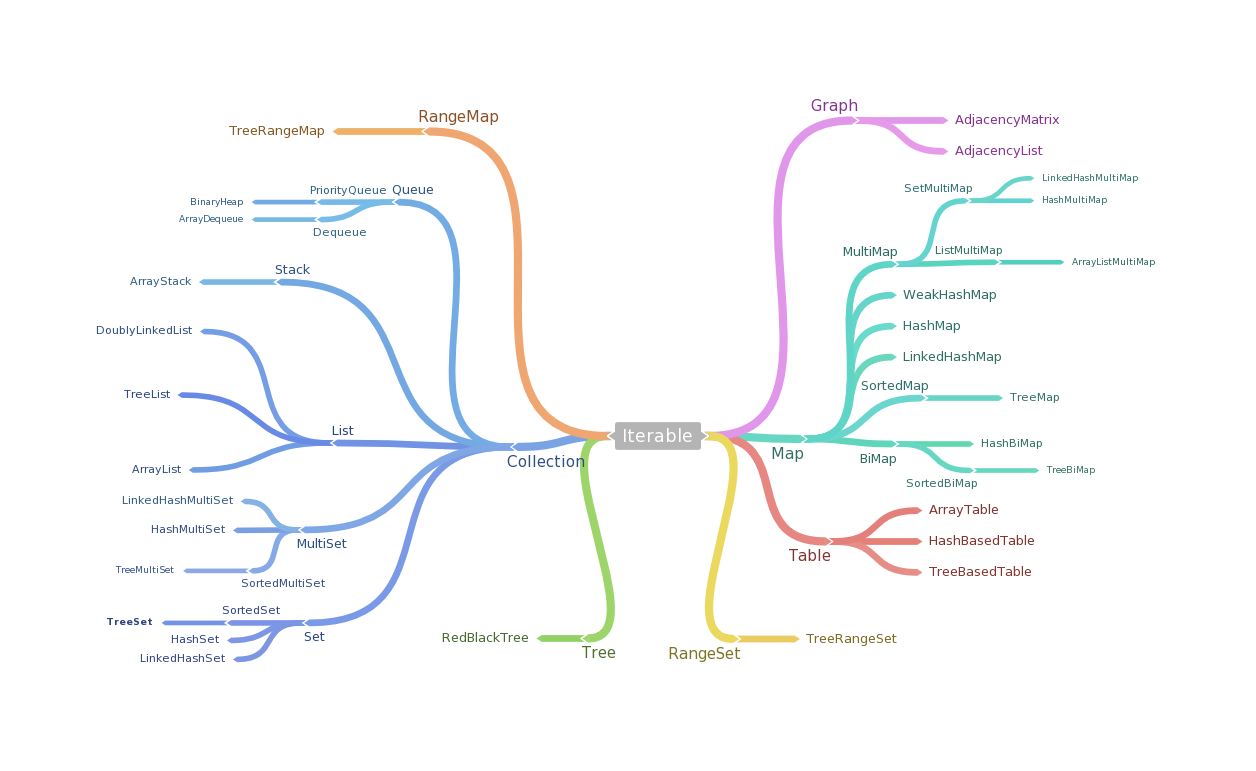 Iterable
RangeMap
TreeRangeMap
Collection
Queue
PriorityQueue
BinaryHeap
Dequeue
ArrayDequeue
Stack
ArrayStack
List
DoublyLinkedList
TreeList
ArrayList
MultiSet
LinkedHashMultiSet
HashMultiSet
SortedMultiSet
TreeMultiSet
Set
SortedSet
TreeSet
HashSet
LinkedHashSet
Tree
RedBlackTree
Graph
AdjacencyMatrix
AdjacencyList
Map
MultiMap
SetMultiMap
LinkedHashMultiMap
HashMultiMap
ListMultiMap
ArrayListMultiMap
WeakHashMap
HashMap
LinkedHashMap
SortedMap
TreeMap
BiMap
HashBiMap
SortedBiMap
TreeBiMap
Table
ArrayTable
HashBasedTable
TreeBasedTable
RangeSet
TreeRangeSet